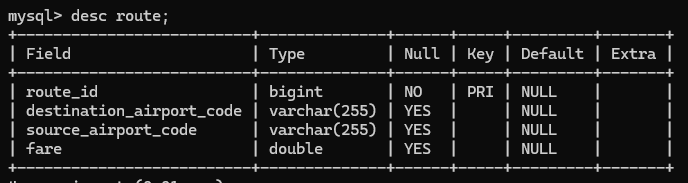 mysql> desc route;
+--------------------------+--------------+------+-----+---------+-------+
| Field                    | Type         | Null | Key | Default | Extra |
+--------------------------+--------------+------+-----+---------+-------+
| route_id                 | bigint       | NO   | PRI | NULL    |       |
| destination_airport_code | varchar(255) | YES  |     | NULL    |       |
| source_airport_code      | varchar(255) | YES  |     | NULL    |       |
| fare                     | double       | YES  |     | NULL    |       |
+--------------------------+--------------+------+-----+---------+-------+